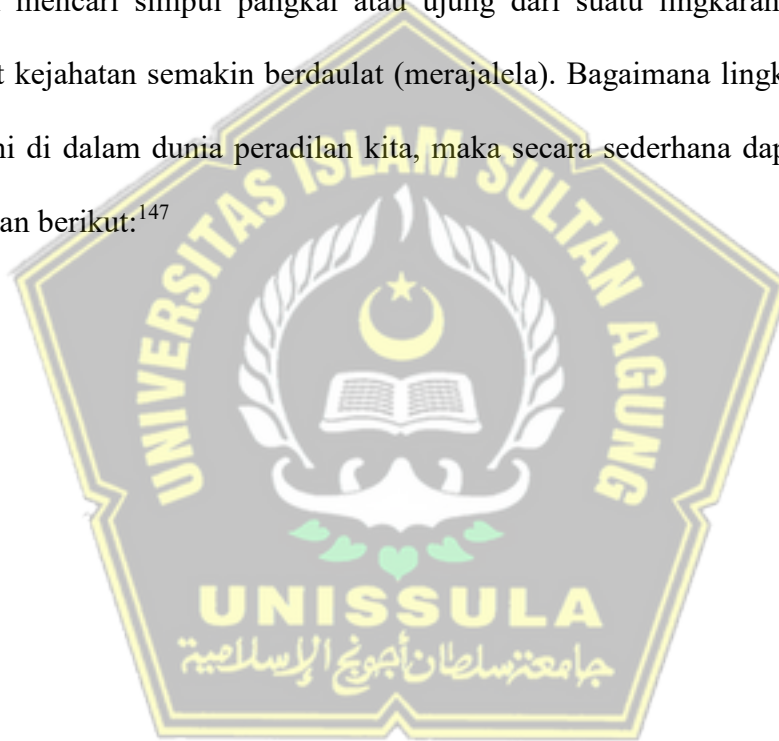 mencari simpul pangkal atau ujung dari suatu lingkaran
kejahatan semakin berdaulat (merajalela). Bagaimana lingk
di dalam dunia peradilan kita, maka secara sederhana dap
an berikut:147
UNIVERSITAS ISLAM SULTAN AGUNG
UNISSULA
جامعة سلطان أجونج الإسلامية